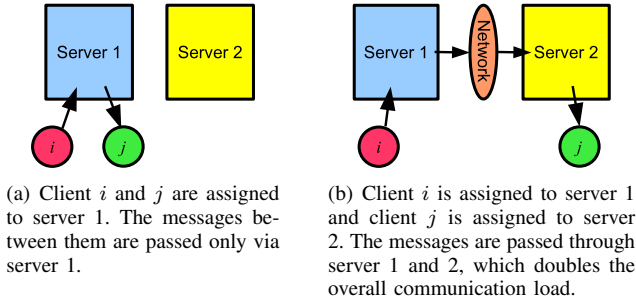 Server 1
Server 2
i
j
Server 1
Network
Server 2
i
j
(a) Client i and j are assigned
to server 1. The messages be-
tween them are passed only via
server 1.
(b) Client i is assigned to server 1
and client j is assigned to server
2. The messages are passed through
server 1 and 2, which doubles the
overall communication load.